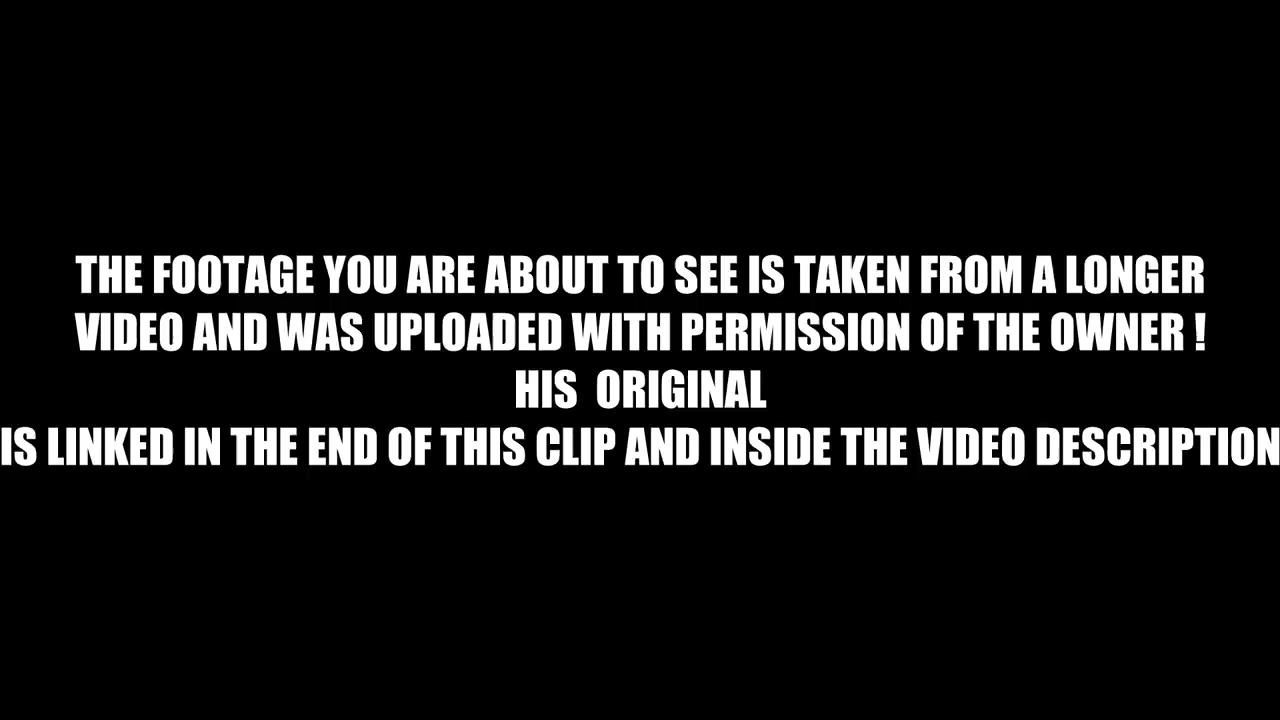 THE FOOTAGE YOU ARE ABOUT TO SEE IS TAKEN FROM A LONGER
VIDEO AND WAS UPLOADED WITH PERMISSION OF THE OWNER !
HIS  ORIGINAL
IS LINKED IN THE END OF THIS CLIP AND INSIDE THE VIDEO DESCRIPTION